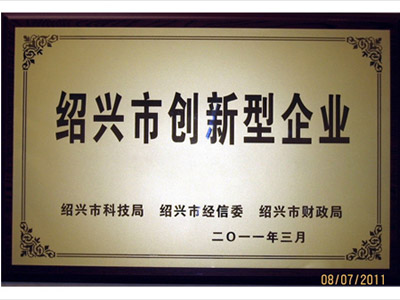 绍兴市创新型企业
绍兴市科技局 绍兴市经信委 绍兴市财政局
二〇一一年三月
08/07/2011